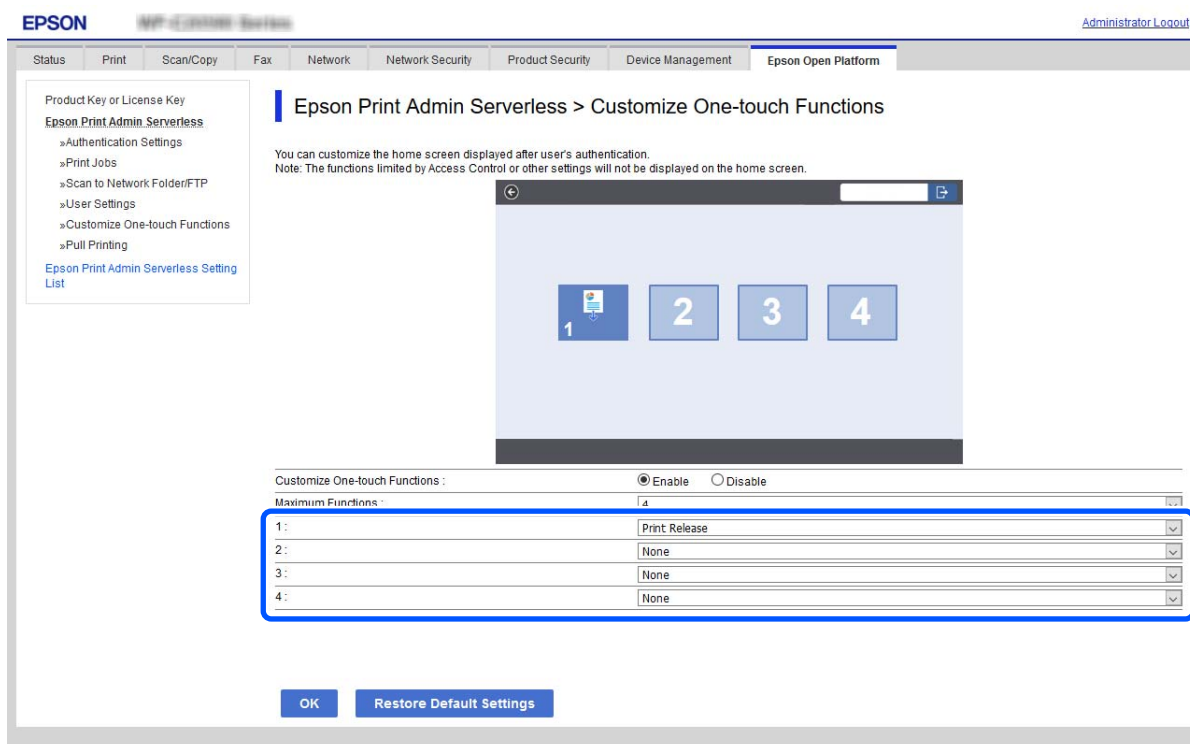 EPSON
Administrator Logout
Status Print Scan/Copy Fax Network Network Security Product Security Device Management Epson Open Platform
Product Key or License Key
Epson Print Admin Serverless
»Authentication Settings
»Print Jobs
»Scan to Network Folder/FTP
»User Settings
»Customize One-touch Functions
»Pull Printing
Epson Print Admin Serverless Setting
List
Epson Print Admin Serverless > Customize One-touch Functions
You can customize the home screen displayed after user's authentication.
Note: The functions limited by Access Control or other settings will not be displayed on the home screen.
1 2 3 4
Customize One-touch Functions : Enable Disable
Maximum Functions : 4
1 : Print Release
2 : None
3 : None
4 : None
OK Restore Default Settings